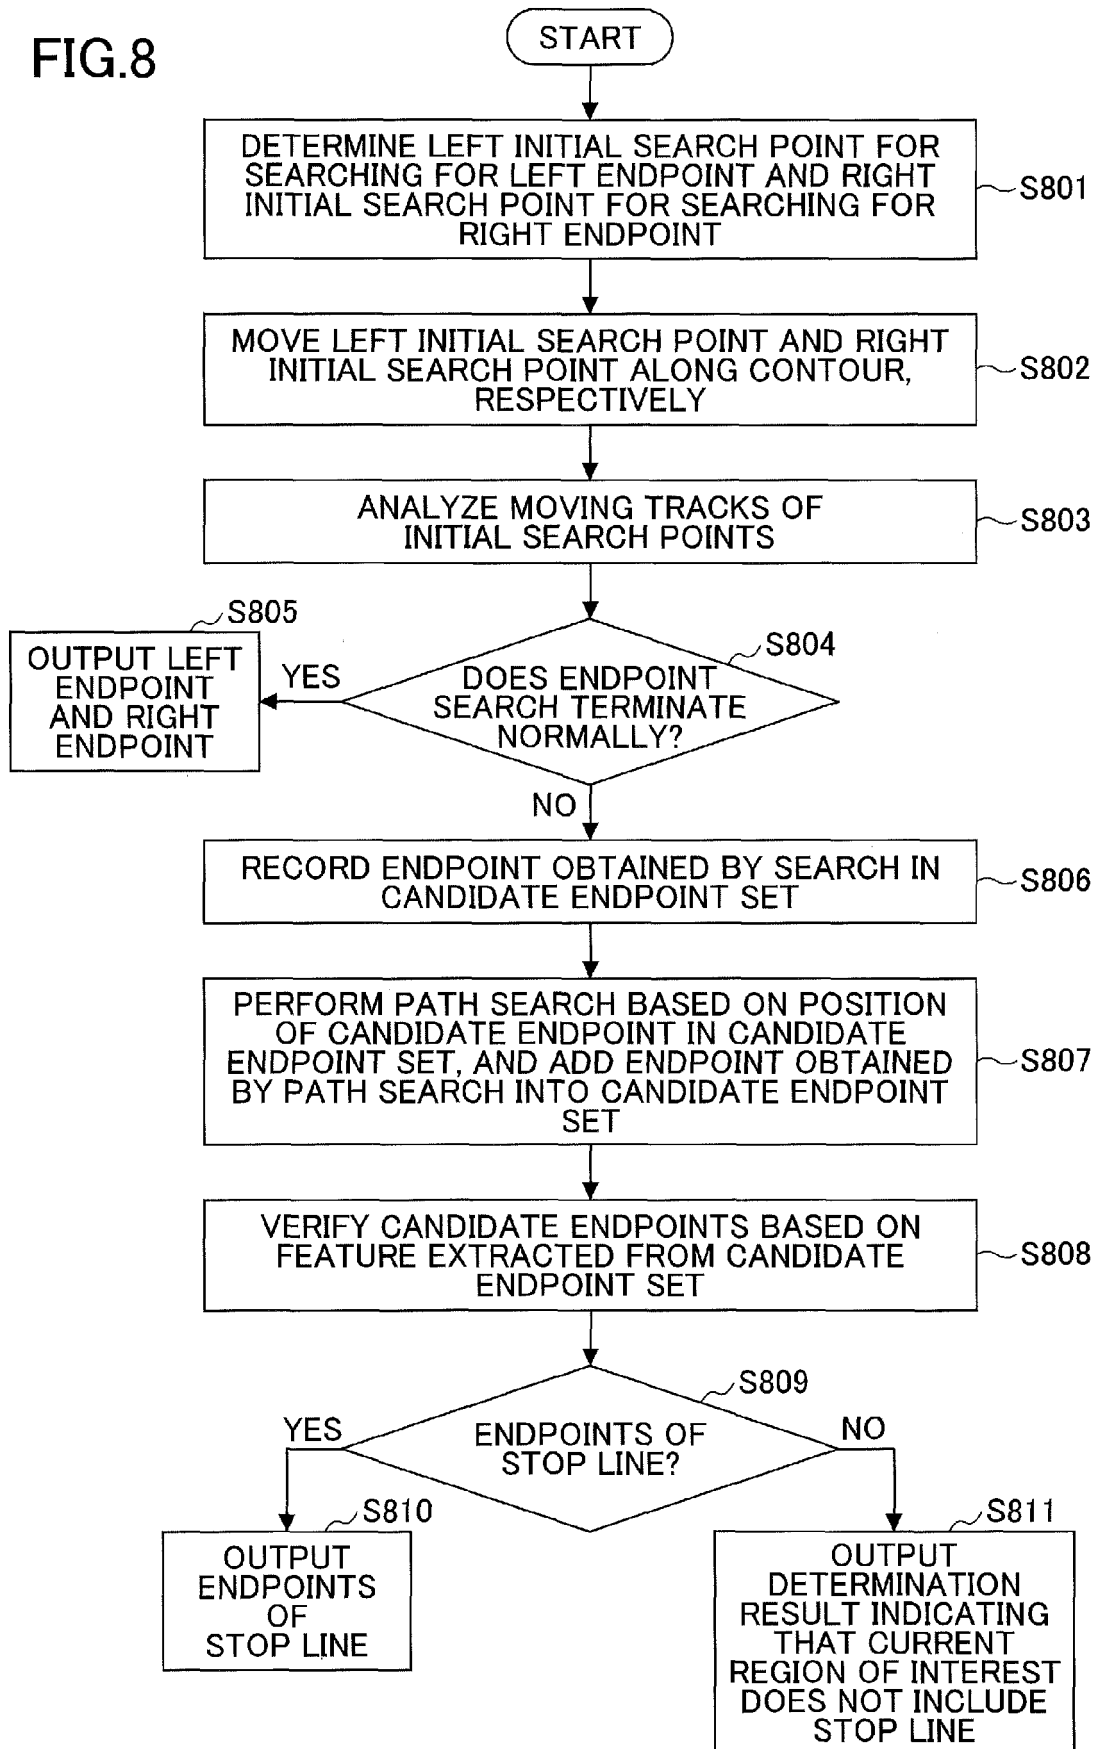 FIG.8
START
DETERMINE LEFT INITIAL SEARCH POINT FOR
SEARCHING FOR LEFT ENDPOINT AND RIGHT
INITIAL SEARCH POINT FOR SEARCHING FOR
RIGHT ENDPOINT
S801
MOVE LEFT INITIAL SEARCH POINT AND RIGHT
INITIAL SEARCH POINT ALONG CONTOUR,
RESPECTIVELY
S802
ANALYZE MOVING TRACKS OF
INITIAL SEARCH POINTS
S803
S805
OUTPUT LEFT
ENDPOINT
AND RIGHT
ENDPOINT
YES
S804
DOES ENDPOINT
SEARCH TERMINATE
NORMALLY?
NO
RECORD ENDPOINT OBTAINED BY SEARCH IN
CANDIDATE ENDPOINT SET
S806
PERFORM PATH SEARCH BASED ON POSITION
OF CANDIDATE ENDPOINT IN CANDIDATE
ENDPOINT SET, AND ADD ENDPOINT OBTAINED
BY PATH SEARCH INTO CANDIDATE ENDPOINT
SET
S807
VERIFY CANDIDATE ENDPOINTS BASED ON
FEATURE EXTRACTED FROM CANDIDATE
ENDPOINT SET
S808
S809
ENDPOINTS OF
STOP LINE?
YES
NO
S810
OUTPUT
ENDPOINTS
OF
STOP LINE
S811
OUTPUT
DETERMINATION
RESULT INDICATING
THAT CURRENT
REGION OF INTEREST
DOES NOT INCLUDE
STOP LINE